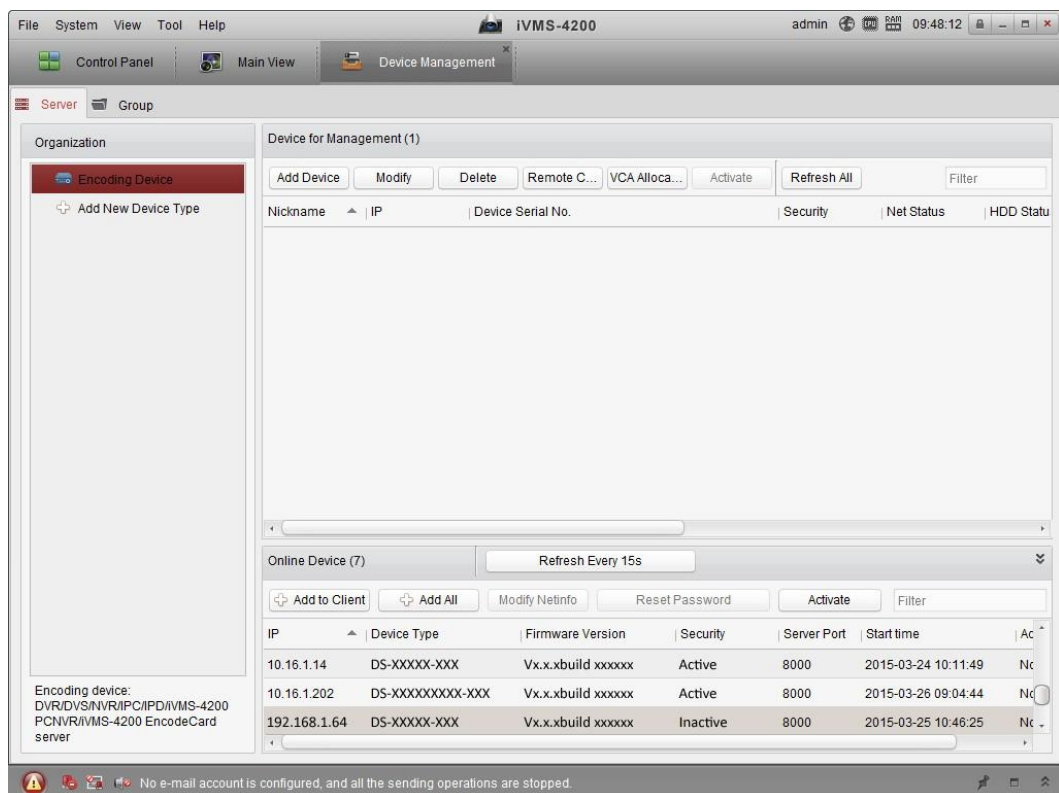 File System View Tool Help iVMS-4200 admin CPU RAM 09:48:12
Control Panel Main View Device Management
Server Group
Organization
Encoding Device
Add New Device Type
Encoding device:
DVR/DVS/NVR/IPC/IPD/iVMS-4200
PCNVR/iVMS-4200 EncodeCard
server
Device for Management (1)
Add Device Modify Delete Remote C... VCA Alloca... Activate Refresh All Filter
Nickname IP Device Serial No. Security Net Status HDD Statu
Online Device (7) Refresh Every 15s
Add to Client Add All Modify Netinfo Reset Password Activate Filter
IP Device Type Firmware Version Security Server Port Start time Ad
10.16.1.14 DS-XXXXX-XXX Vx.x.xbuild xxxxxx Active 8000 2015-03-24 10:11:49 No
10.16.1.202 DS-XXXXXXXXX-XXX Vx.x.xbuild xxxxxx Active 8000 2015-03-26 09:04:44 No
192.168.1.64 DS-XXXXX-XXX Vx.x.xbuild xxxxxx Inactive 8000 2015-03-25 10:46:25 No
No e-mail account is configured, and all the sending operations are stopped.